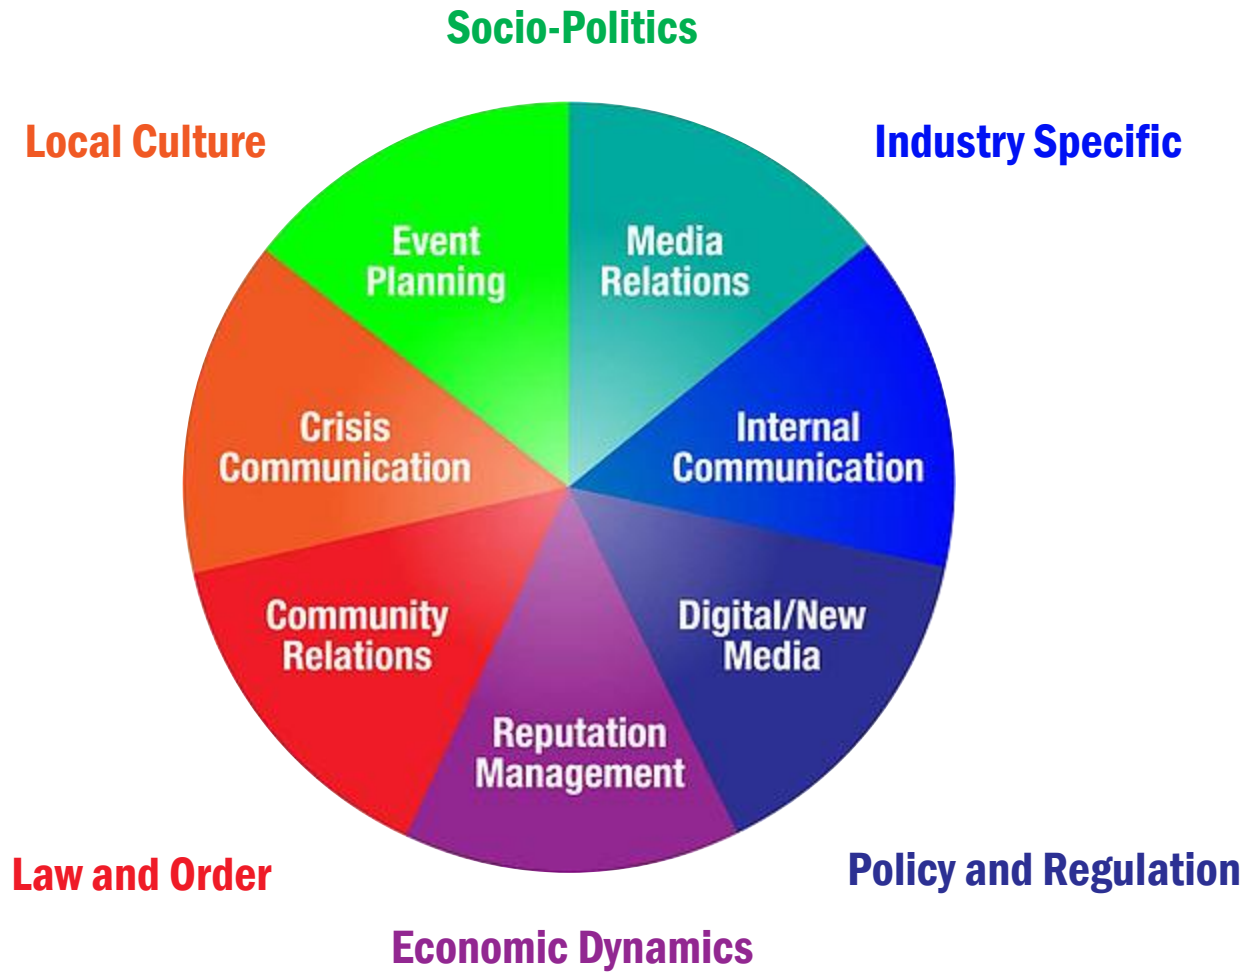 Socio-Politics
Local Culture
Industry Specific
Event
Planning
Media
Relations
Crisis
Communication
Internal
Communication
Community
Relations
Digital/New
Media
Reputation
Management
Law and Order
Policy and Regulation
Economic Dynamics